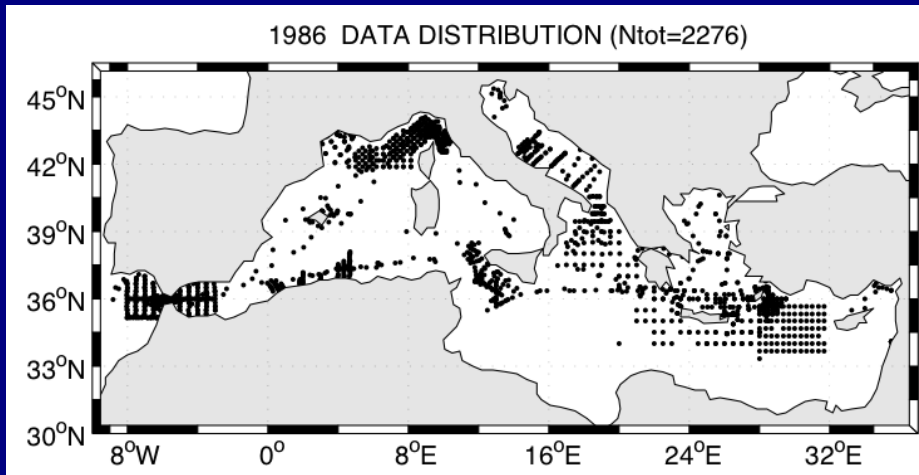 1986 DATA DISTRIBUTION (Ntot=2276)
45°N
42°N
39°N
36°N
33°N
30°N
8°W 0° 8°E 16°E 24°E 32°E